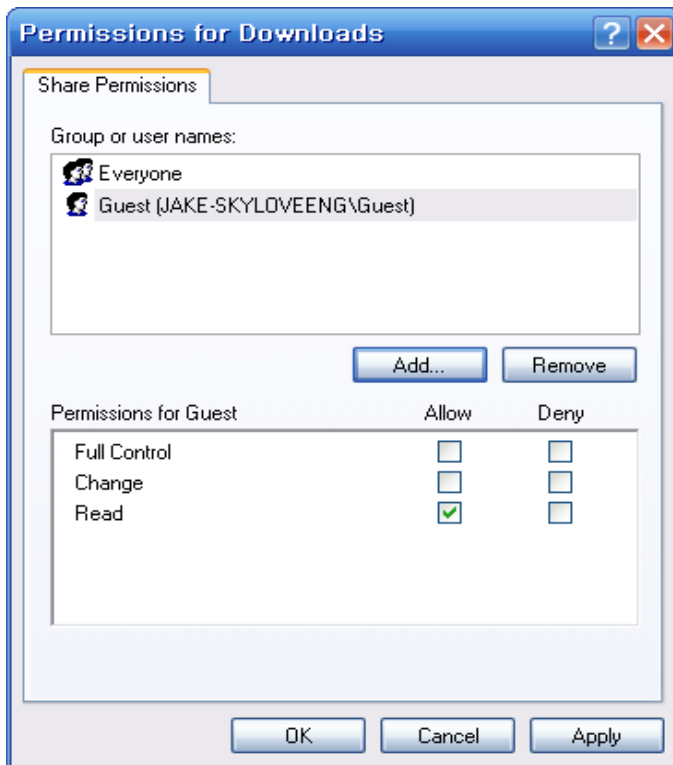 Permissions for Downloads
Share Permissions
Group or user names:
Everyone
Guest (JAKE-SKYLOVEENG\Guest)
Add... Remove
Permissions for Guest Allow Deny
Full Control
Change
Read
OK Cancel Apply